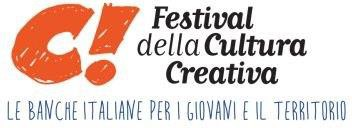 C!
Festival
della Cultura
Creativa
LE BANCHE ITALIANE PER I GIOVANI E IL TERRITORIO